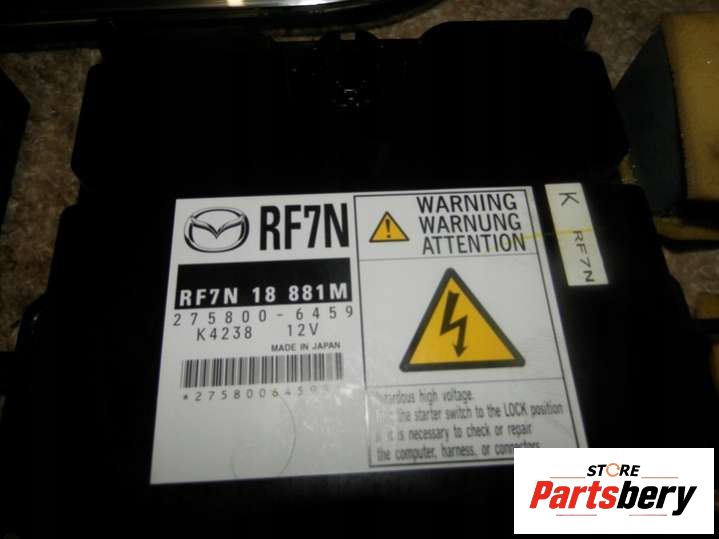 RF7N
RF7N 18 881M
275800-6459
K4238 12V
MADE IN JAPAN
WARNING
WARNUNG
ATTENTION
high voltage.
the starter switch to the LOCK position
it is necessary to check or repair
the computer, harness, or connectors.
K RF7N
STORE
Partsbery